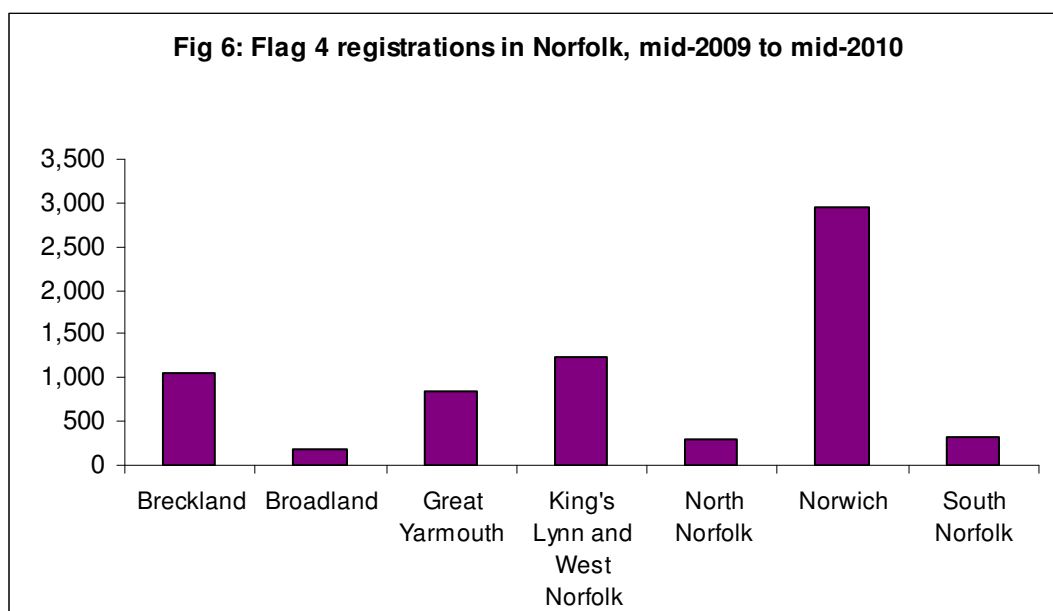 Fig 6: Flag 4 registrations in Norfolk, mid-2009 to mid-2010
3,500
3,000
2,500
2,000
1,500
1,000
500
0
Breckland
Broadland
Great
Yarmouth
King's
Lynn and
West
Norfolk
North
Norfolk
Norwich
South
Norfolk